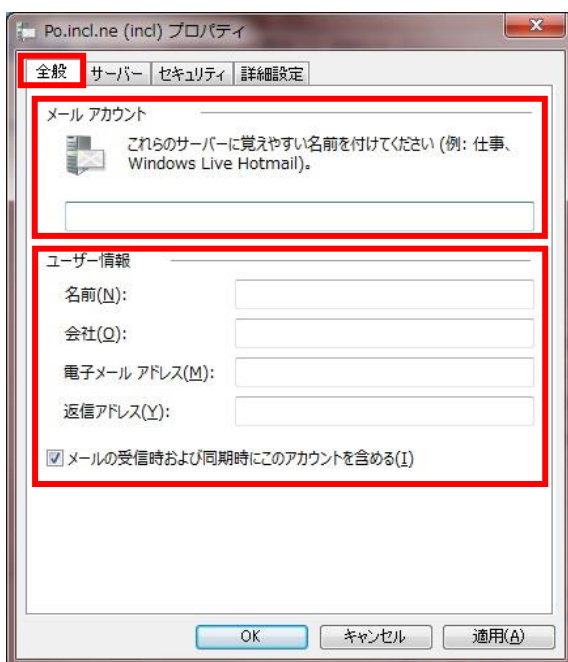 Po.incl.ne (incl) プロパティ
全般 サーバー セキュリティ 詳細設定
メール アカウント
これらのサーバーに覚えやすい名前を付けてください (例: 仕事、
Windows Live Hotmail)。
ユーザー情報
名前(N):
会社(O):
電子メール アドレス(M):
返信アドレス(Y):
メールの受信時および同期時にこのアカウントを含める(I)
OK キャンセル 適用(A)